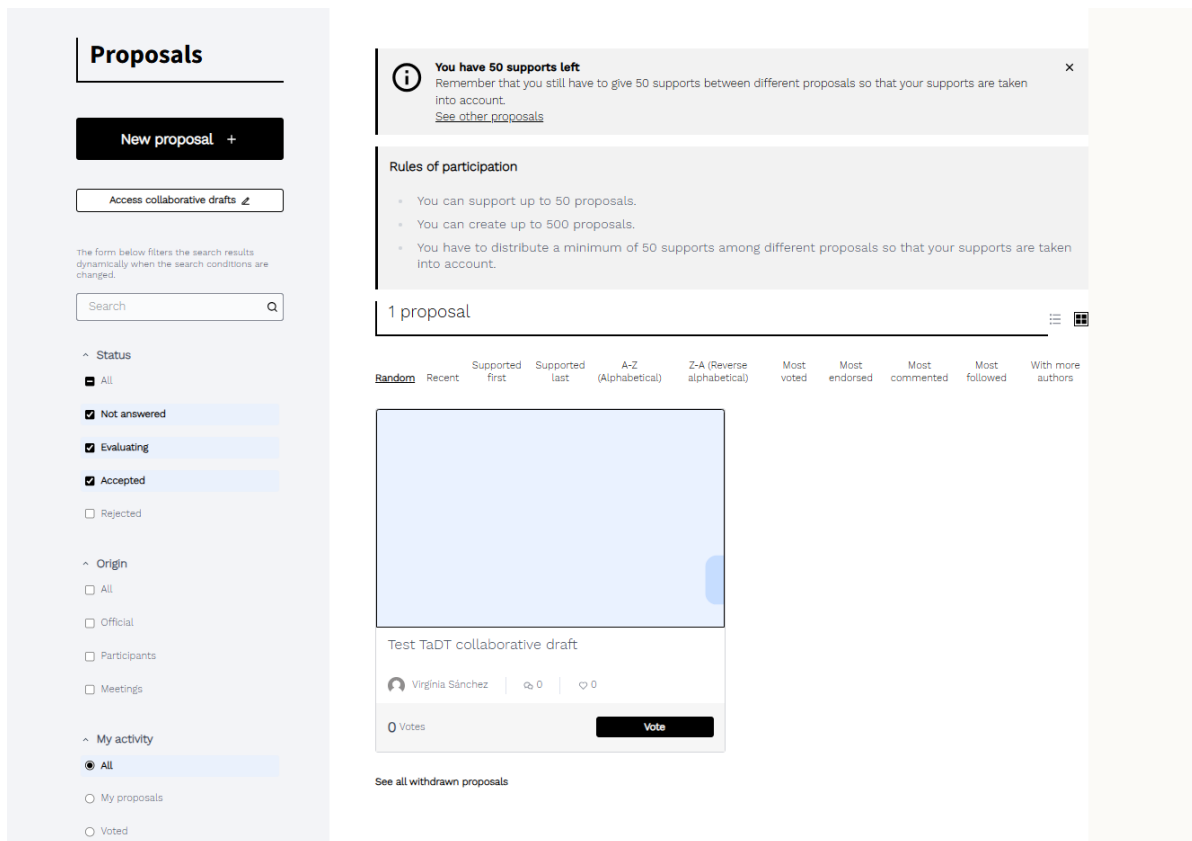 Proposals
New proposal +
Access collaborative drafts
The form below filters the search results
dynamically when the search conditions are
changed.
Search
Status
All
Not answered
Evaluating
Accepted
Rejected
Origin
All
Official
Participants
Meetings
My activity
All
My proposals
Voted
You have 50 supports left
Remember that you still have to give 50 supports between different proposals so that your supports are taken
into account.
See other proposals
Rules of participation
You can support up to 50 proposals.
You can create up to 500 proposals.
You have to distribute a minimum of 50 supports among different proposals so that your supports are taken
into account.
1 proposal
Random Recent Supported first Supported last A-Z (Alphabetical) Z-A (Reverse alphabetical) Most voted Most endorsed Most commented Most followed With more authors
Test TaDT collaborative draft
Virgínia Sánchez 0 0
0 Votes Vote
See all withdrawn proposals